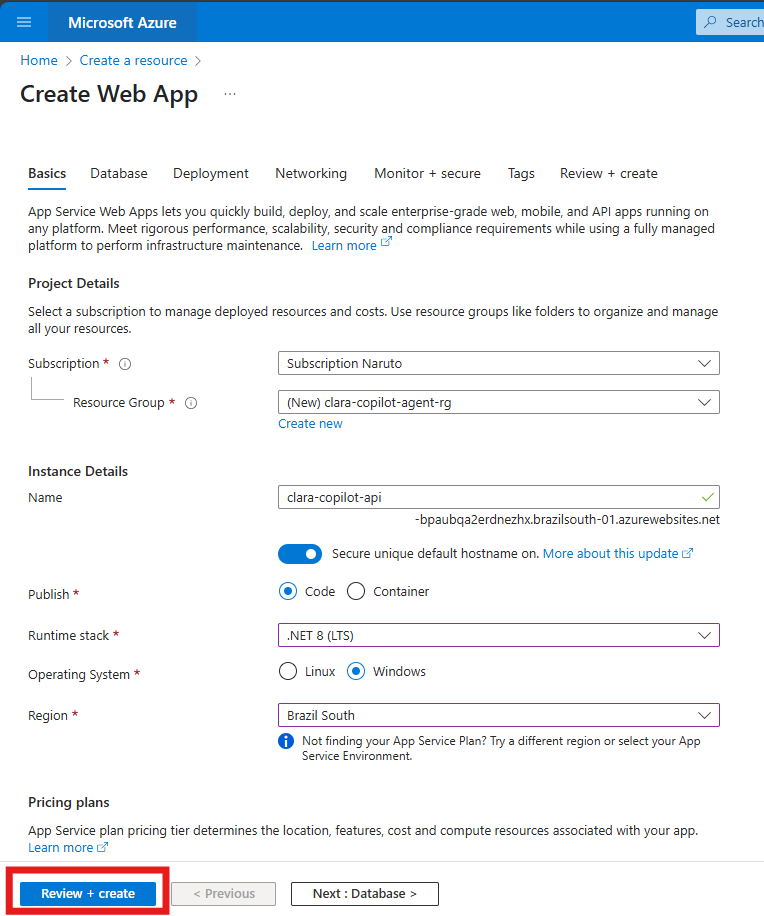 Microsoft Azure
Search
Home > Create a resource >
Create Web App ...
Basics Database Deployment Networking Monitor + secure Tags Review + create
App Service Web Apps lets you quickly build, deploy, and scale enterprise-grade web, mobile, and API apps running on
any platform. Meet rigorous performance, scalability, security and compliance requirements while using a fully managed
platform to perform infrastructure maintenance. Learn more
Project Details
Select a subscription to manage deployed resources and costs. Use resource groups like folders to organize and manage
all your resources.
Subscription *
Subscription Naruto
Resource Group *
(New) clara-copilot-agent-rg
Create new
Instance Details
Name
clara-copilot-api
-bpaubqa2erdnezhx.brazilsouth-01.azurewebsites.net
Secure unique default hostname on. More about this update
Publish *
Code Container
Runtime stack *
.NET 8 (LTS)
Operating System *
Linux Windows
Region *
Brazil South
Not finding your App Service Plan? Try a different region or select your App
Service Environment.
Pricing plans
App Service plan pricing tier determines the location, features, cost and compute resources associated with your app.
Learn more
Review + create
< Previous
Next : Database >